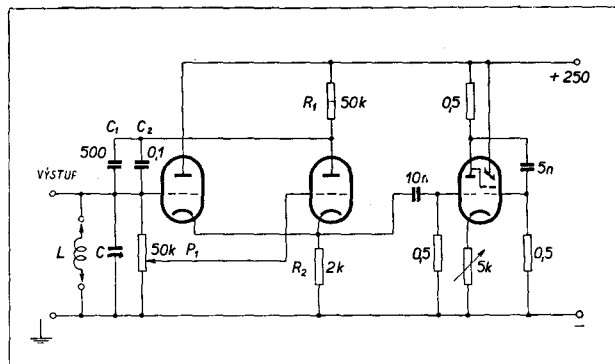 + 250
R₁ 50k
0,5
C₁ C₂
500 0,1
5n
VÝSTUP
10n
L C 50k P₁
R₂ 2k
0,5 5k 0,5
−